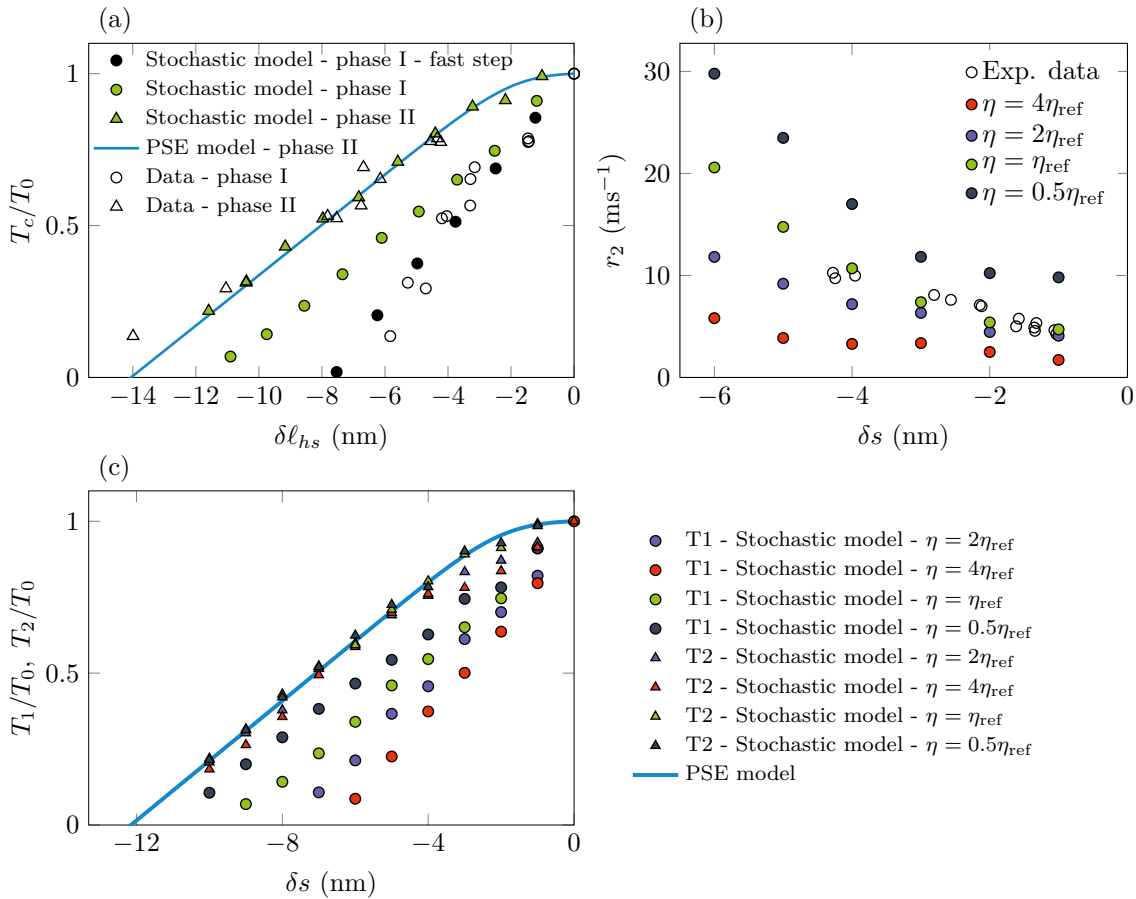 (a)
T_c/T_0
1
0.5
0
Stochastic model - phase I - fast step
Stochastic model - phase I
Stochastic model - phase II
PSE model - phase II
Data - phase I
Data - phase II
−14 −12 −10 −8 −6 −4 −2 0
δℓ_{hs} (nm)
(b)
r_2 (ms^{−1})
30
20
10
0
Exp. data
η = 4η_ref
η = 2η_ref
η = η_ref
η = 0.5η_ref
−6 −4 −2 0
δs (nm)
(c)
T_1/T_0, T_2/T_0
1
0.5
0
−12 −8 −4 0
δs (nm)
T1 - Stochastic model - η = 2η_ref
T1 - Stochastic model - η = 4η_ref
T1 - Stochastic model - η = η_ref
T1 - Stochastic model - η = 0.5η_ref
T2 - Stochastic model - η = 2η_ref
T2 - Stochastic model - η = 4η_ref
T2 - Stochastic model - η = η_ref
T2 - Stochastic model - η = 0.5η_ref
PSE model